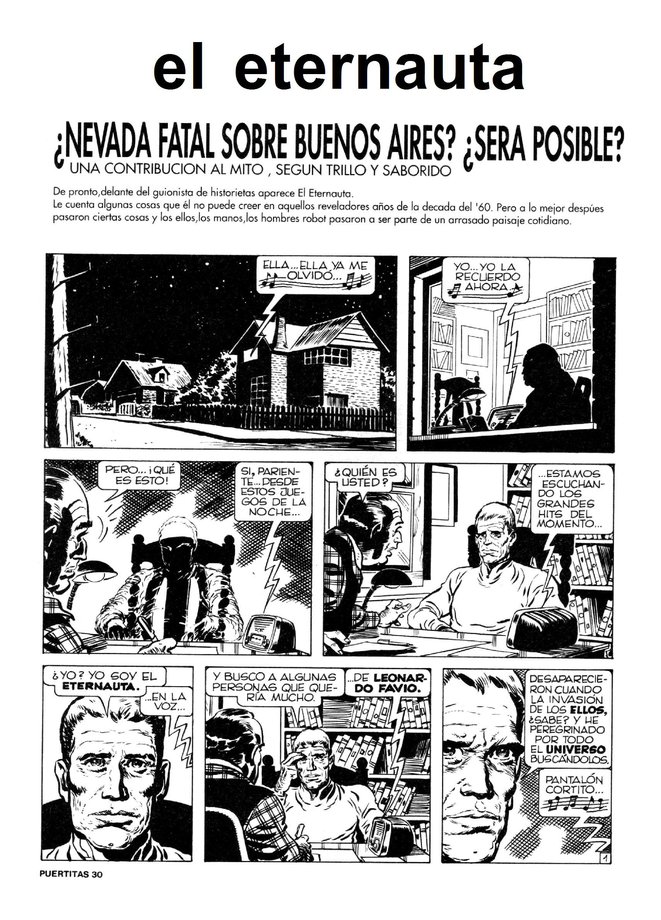 el eternauta
¿NEVADA FATAL SOBRE BUENOS AIRES? ¿SERA POSIBLE?
UNA CONTRIBUCION AL MITO , SEGUN TRILLO Y SABORIDO
De pronto,delante del guionista de historietas aparece El Eternauta.
Le cuenta algunas cosas que él no puede creer en aquellos reveladores años de la decada del '60. Pero a lo mejor despúes
pasaron ciertas cosas y los ellos,los manos,los hombres robot pasaron a ser parte de un arrasado paisaje cotidiano.
ELLA...ELLA YA ME
OLVIDÓ...
YO...YO LA
RECUERDO
AHORA
PERO...¡QUÉ
ES ESTO!
SI, PARIEN-
TE...DESDE
ESTOS JUE-
GOS DE LA
NOCHE...
¿QUIÉN ES
USTED?
...ESTAMOS
ESCUCHAN-
DO LOS
GRANDES
HITS DEL
MOMENTO...
1
¿YO? YO SOY EL
ETERNAUTA.
...EN LA
VOZ...
Y BUSCO A ALGUNAS
PERSONAS QUE QUE-
RÍA MUCHO.
...DE LEONAR-
DO FAVIO.
DESAPARECIE-
RON CUANDO
LA INVASIÓN
DE LOS ELLOS,
¿SABE? Y HE
PEREGRINADO
POR TODO
EL UNIVERSO
BUSCÁNDOLOS.
PANTALÓN
CORTITO...
1
PUERTITAS 30